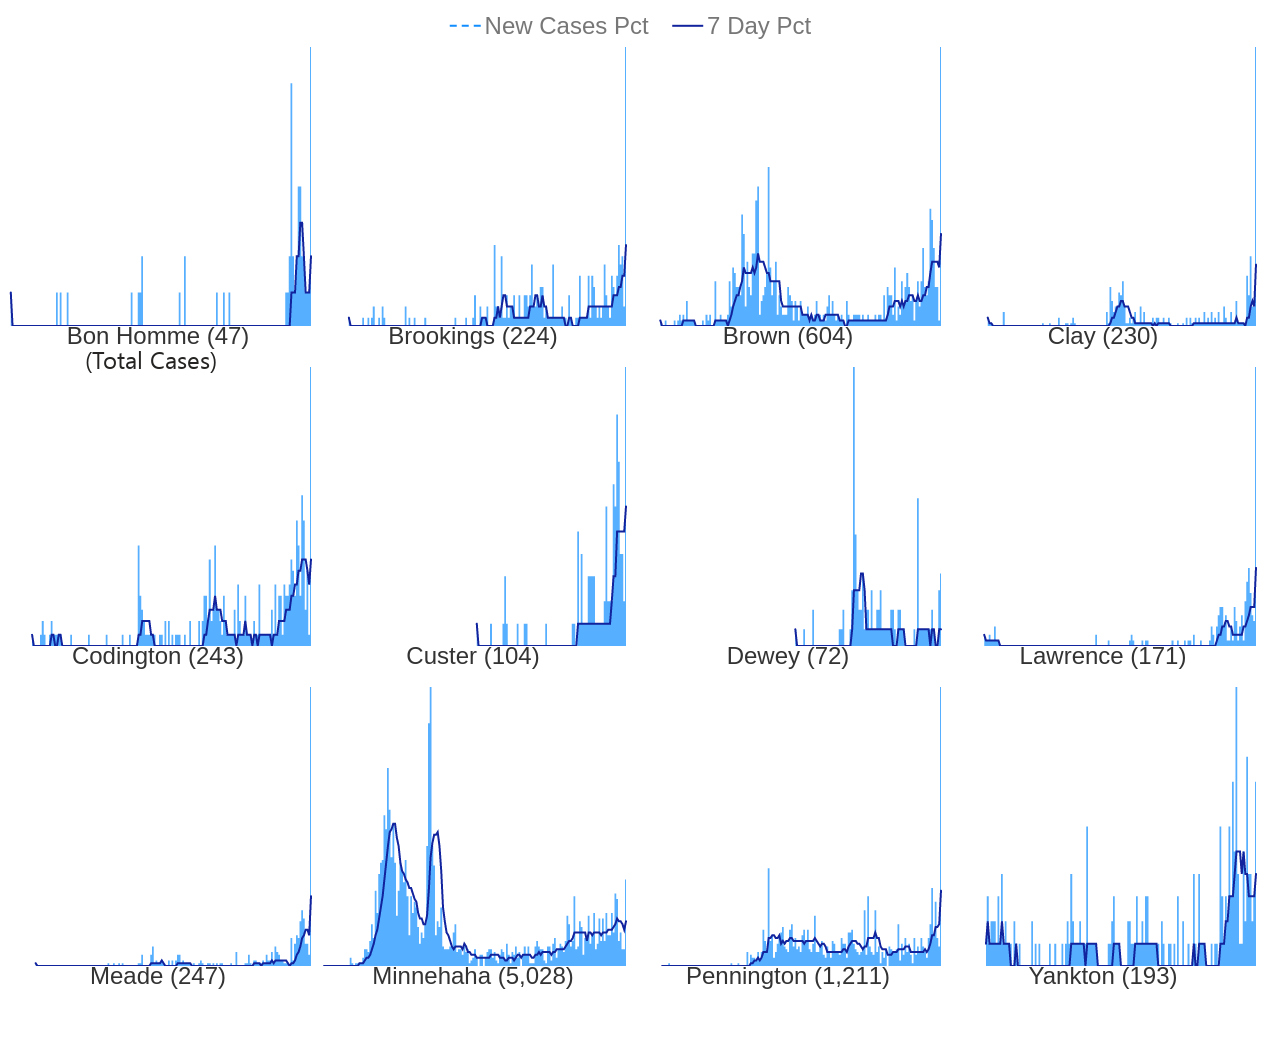 New Cases Pct 7 Day Pct
Bon Homme (47) Brookings (224) Brown (604) Clay (230)
(Total Cases)
Codington (243) Custer (104) Dewey (72) Lawrence (171)
Meade (247) Minnehaha (5,028) Pennington (1,211) Yankton (193)